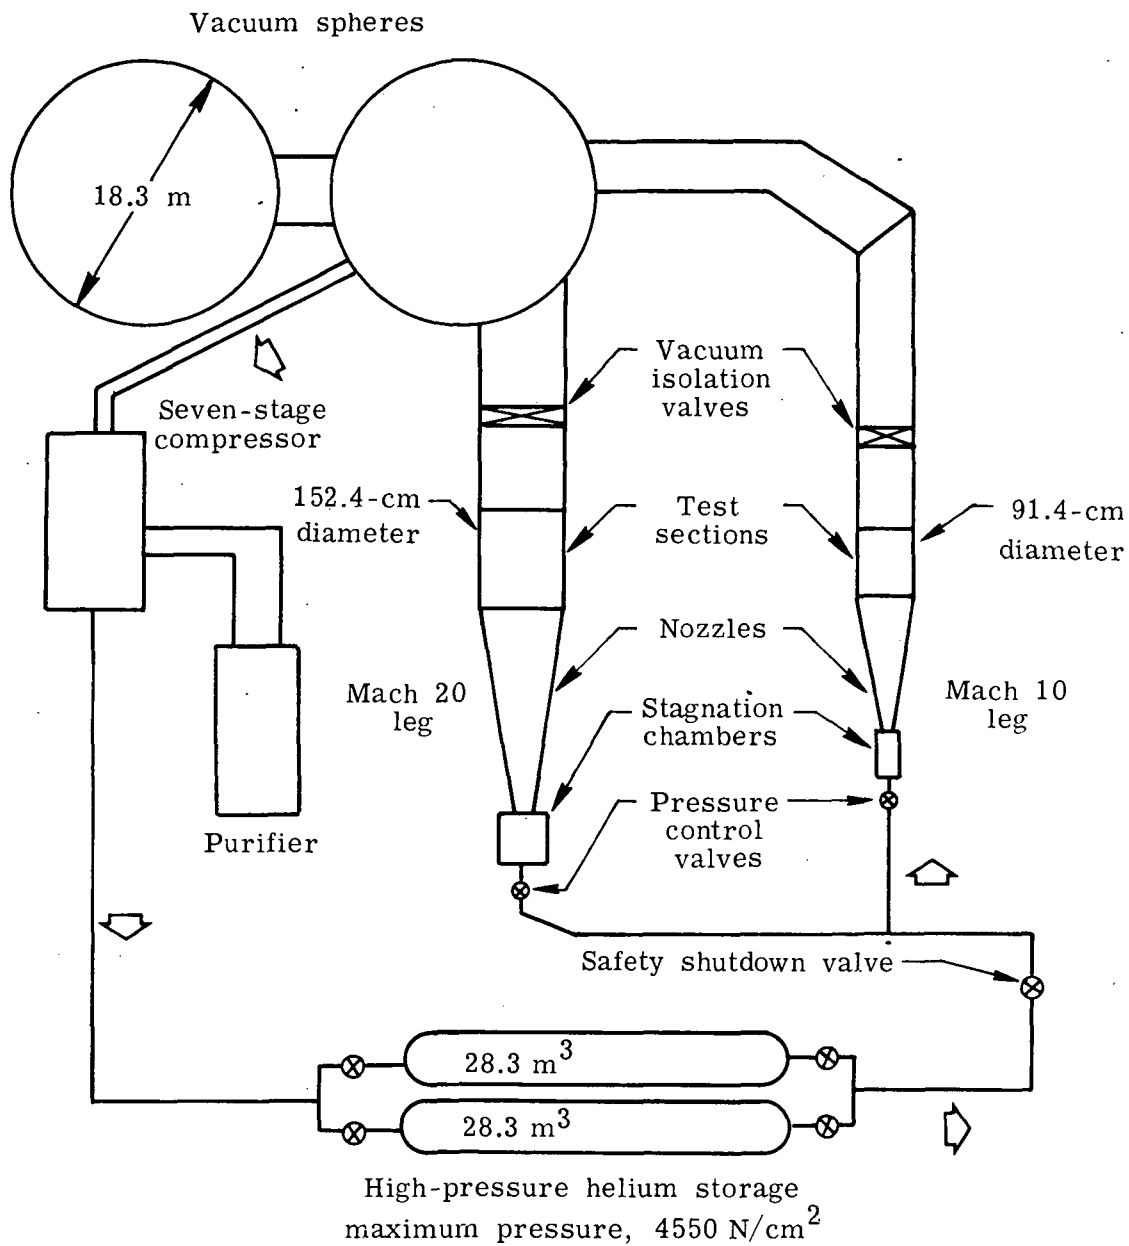 Vacuum spheres
18.3 m
Vacuum
isolation
valves
Seven-stage
compressor
152.4-cm
diameter
Test
sections
91.4-cm
diameter
Nozzles
Mach 20
leg
Mach 10
leg
Stagnation
chambers
Pressure
control
valves
Purifier
Safety shutdown valve
28.3 m³
28.3 m³
High-pressure helium storage
maximum pressure, 4550 N/cm²